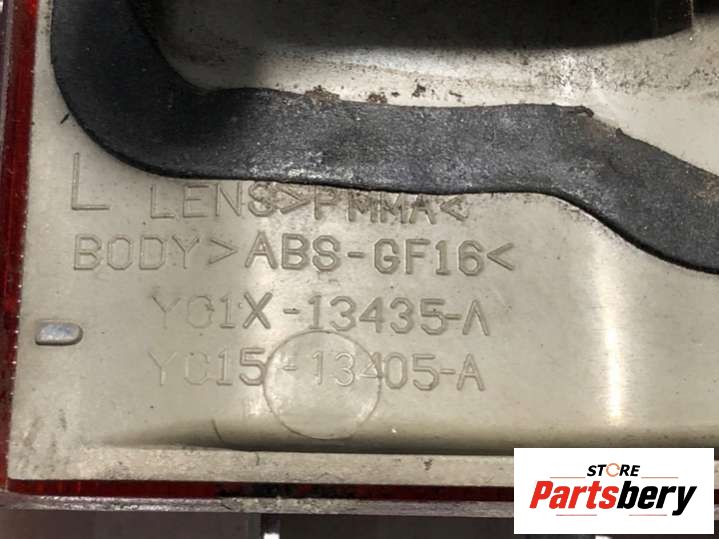 L LENS>PMMA<
BODY>ABS-GF16<
YC1X-13435-A
YC15-13405-A
STORE
Partsbery